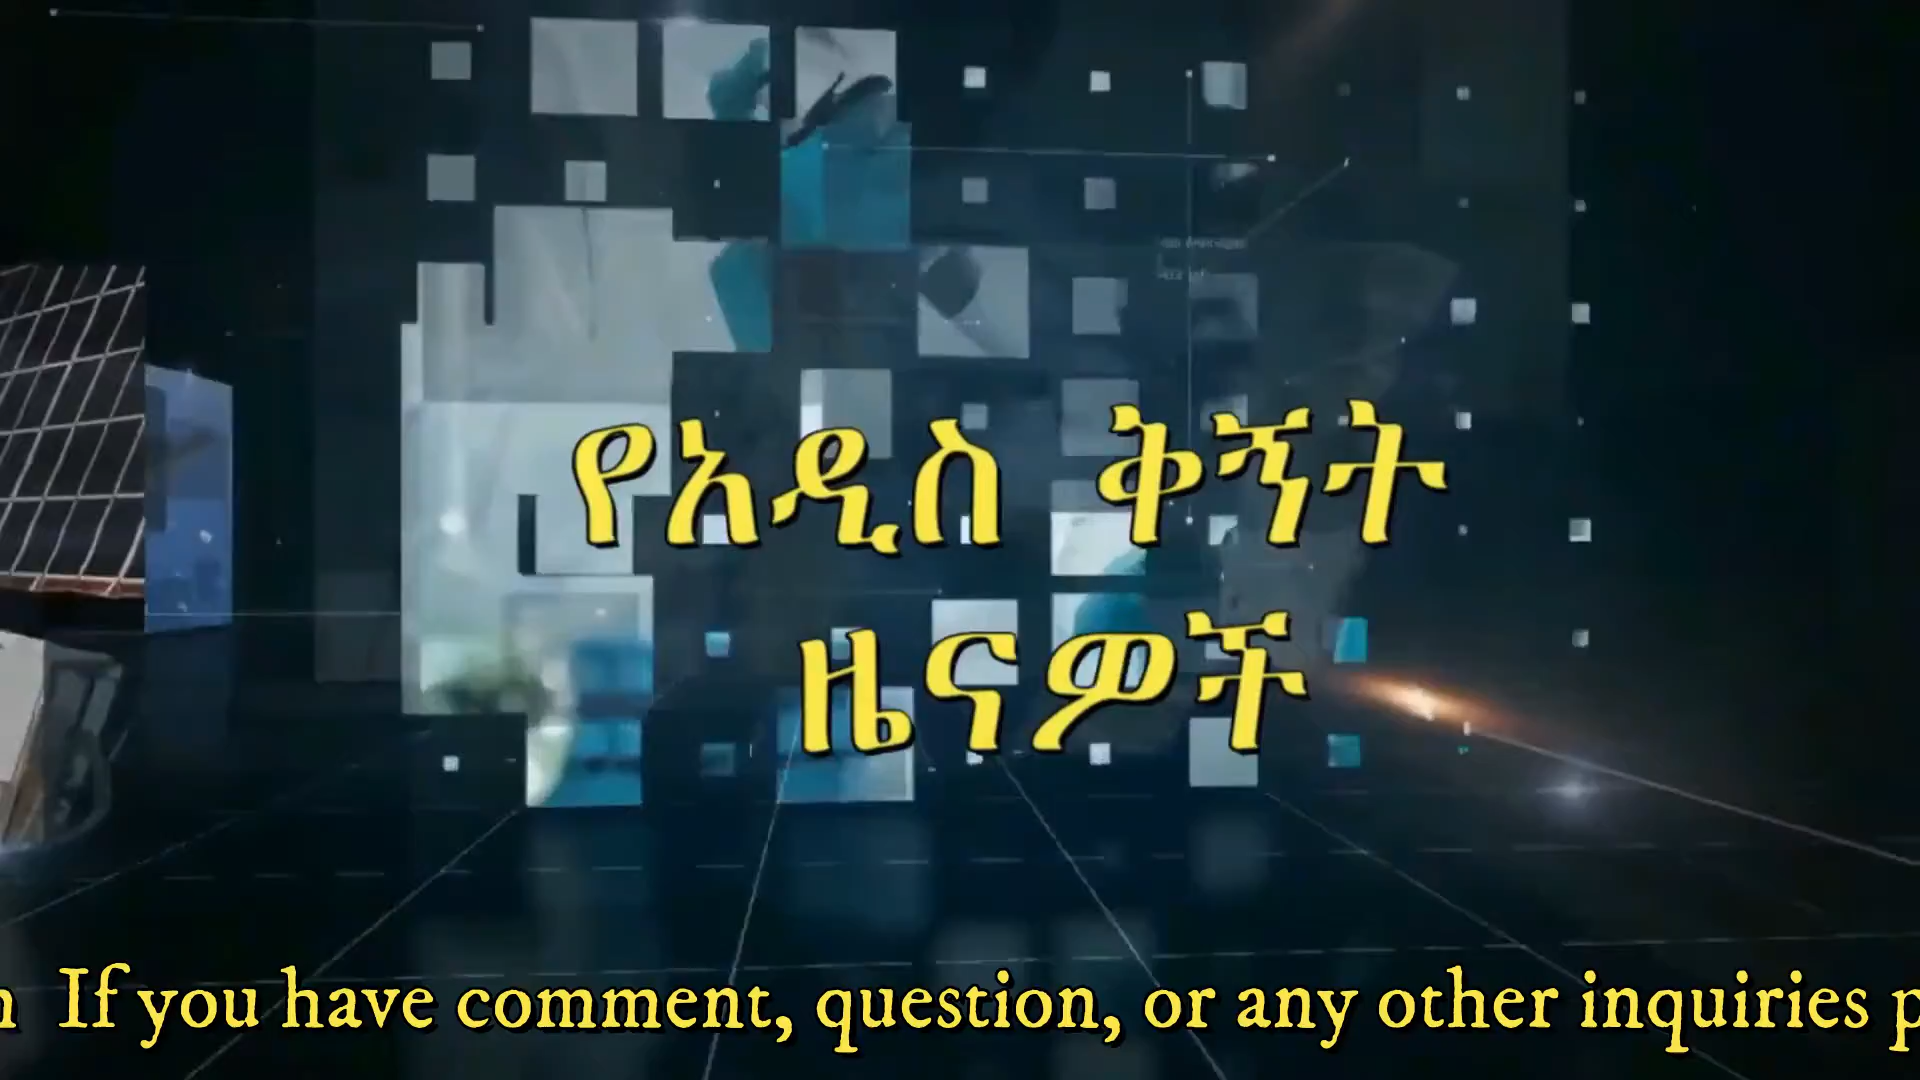 የአዲስ ቅኝት
ዜናዎች
If you have comment, question, or any other inquiries